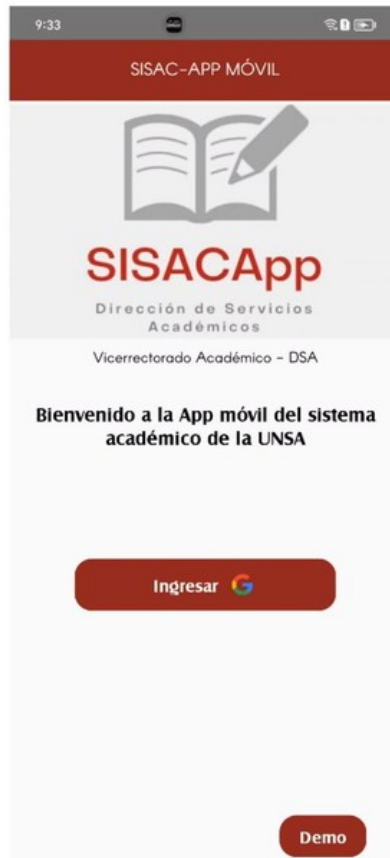 9:33
SISAC-APP MÓVIL
SISACApp
Dirección de Servicios
Académicos
Vicerrectorado Académico - DSA
Bienvenido a la App móvil del sistema
académico de la UNSA
Ingresar
Demo